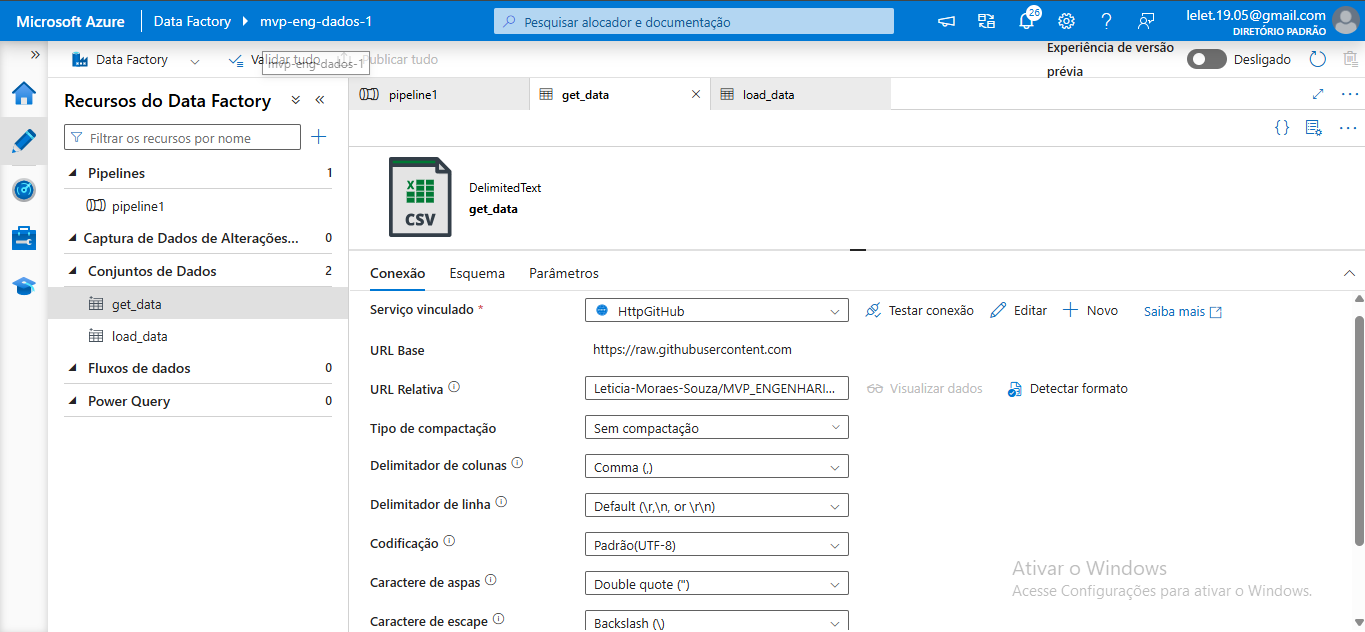 Microsoft Azure
Data Factory
mvp-eng-dados-1
Pesquisar alocador e documentação
26
lelet.19.05@gmail.com
DIRETÓRIO PADRÃO
Data Factory
Validar tudo
Publicar tudo
mvp-eng-dados-1
Experiência de versão
prévia
Desligado
Recursos do Data Factory
Filtrar os recursos por nome
Pipelines 1
pipeline1
Captura de Dados de Alterações... 0
Conjuntos de Dados 2
get_data
load_data
Fluxos de dados 0
Power Query 0
pipeline1
get_data
load_data
CSV
DelimitedText
get_data
Conexão
Esquema
Parâmetros
Serviço vinculado *
HttpGitHub
Testar conexão
Editar
Novo
Saiba mais
URL Base
https://raw.githubusercontent.com
URL Relativa
Leticia-Moraes-Souza/MVP_ENGENHARI...
Visualizar dados
Detectar formato
Tipo de compactação
Sem compactação
Delimitador de colunas
Comma (,)
Delimitador de linha
Default (\r,\n, or \r\n)
Codificação
Padrão(UTF-8)
Caractere de aspas
Double quote (")
Caractere de escape
Backslash (\)
Ativar o Windows
Acesse Configurações para ativar o Windows.